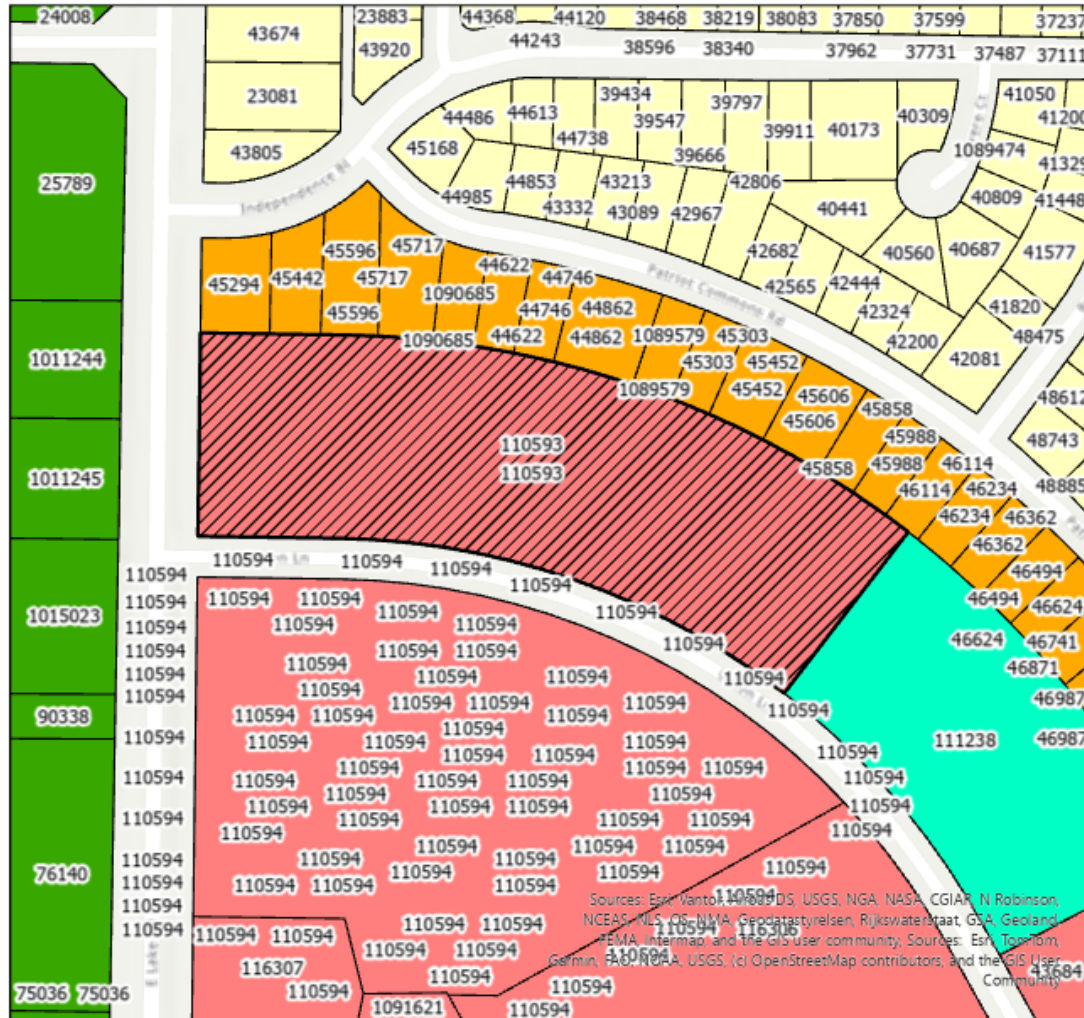 24008
23883
44368 44120 38468 38219 38083 37850 37599 37237
43674
43920
44243 38596 38340 37962 37731 37487 37111
23081
44486 44613 39434 39547 39797 40309 41050 41200
43805 45168 44738 39666 39911 40173 1089474 41329
25789
44985 44853 43213 42806 40809 41448
Independence Bl
43332 43089 42967 40441
45294 45442 45596 45717 42682 40560 40687 41577
45717 44622 44746 Patriot Commons Rd 42565 42444
45596 1090685 44746 44862 42324 41820
1011244 1090685 44622 44862 1089579 45303 42200 42081 48475
45303 45452
1089579 45452 45606 48612
45606 45858
110593 45988 48743
110593 45858 45988 46114
1011245 46114 46234 48885
46234 46362
46362
110594 110594 110594 110594 46494
110594 46494 46624
110594 110594 110594 110594 110594
1015023 110594 110594 110594 110594 110594 46624 46741
110594 110594 110594 46871
110594 110594 110594 110594 110594 46987
110594 110594
90338 110594 110594 110594 110594 110594 110594 110594
110594
110594 110594 110594 110594 111238 46987
110594 110594 110594 110594
110594 110594 110594 110594 110594
110594 110594 110594 110594 110594
110594 110594 110594 110594 110594 110594
110594 110594 110594 110594
110594 110594 110594 110594 110594
110594 110594 110594
76140 110594 110594 110594 110594
110594 110594 110594 110594
110594
Sources: Esri, Vantor, Airbus DS, USGS, NGA, NASA, CGIAR, N Robinson,
NCEAS, NLS, OS, NMA, Geodatastyrelsen, Rijkswaterstaat, GSA, Geoland,
FEMA, Intermap, and the GIS user community, Sources: Esri, TomTom,
Garmin, FAO, NOAA, USGS, (c) OpenStreetMap contributors, and the GIS User
Community
110594 110594 110594 110594 110594 110594 116306
110594 110594 110594
116307 110594 43684
110594 110594
75036 75036 1091621 110594
E Lake